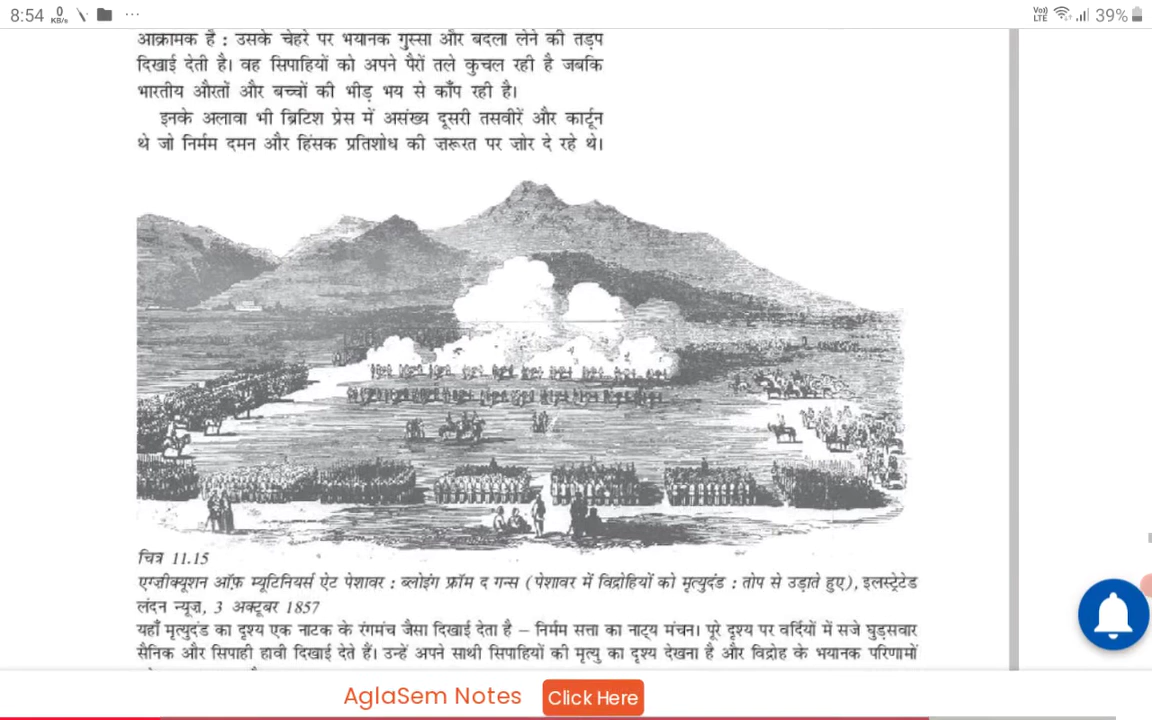 8:54 0 KB/s ... Vo) LTE 39%
आक्रामक है : उसके चेहरे पर भयानक गुस्सा और बदला लेने की तड़प
दिखाई देती है। वह सिपाहियों को अपने पैरों तले कुचल रही है जबकि
भारतीय औरतों और बच्चों की भीड़ भय से काँप रही है।
इनके अलावा भी ब्रिटिश प्रेस में असंख्य दूसरी तसवीरें और कार्टून
थे जो निर्मम दमन और हिंसक प्रतिशोध की ज़रूरत पर ज़ोर दे रहे थे।
चित्र 11.15
एग्ज़ीक्यूशन ऑफ़ म्यूटिनियर्स ऐट पेशावर : ब्लोइंग फ्रॉम द गन्स (पेशावर में विद्रोहियों को मृत्युदंड : तोप से उड़ाते हुए), इलस्ट्रेटेड
लंदन न्यूज़, 3 अक्टूबर 1857
यहाँ मृत्युदंड का दृश्य एक नाटक के रंगमंच जैसा दिखाई देता है – निर्मम सत्ता का नाट्य मंचन। पूरे दृश्य पर वर्दियों में सजे घुड़सवार
सैनिक और सिपाही हावी दिखाई देते हैं। उन्हें अपने साथी सिपाहियों की मृत्यु का दृश्य देखना है और विद्रोह के भयानक परिणामों
AglaSem Notes Click Here